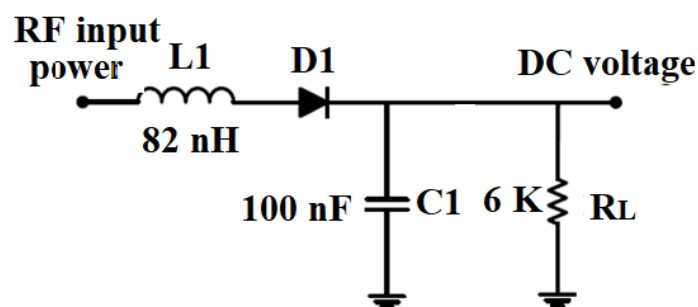 RF input
power
L1
D1
DC voltage
82 nH
100 nF
C1
6 K
RL